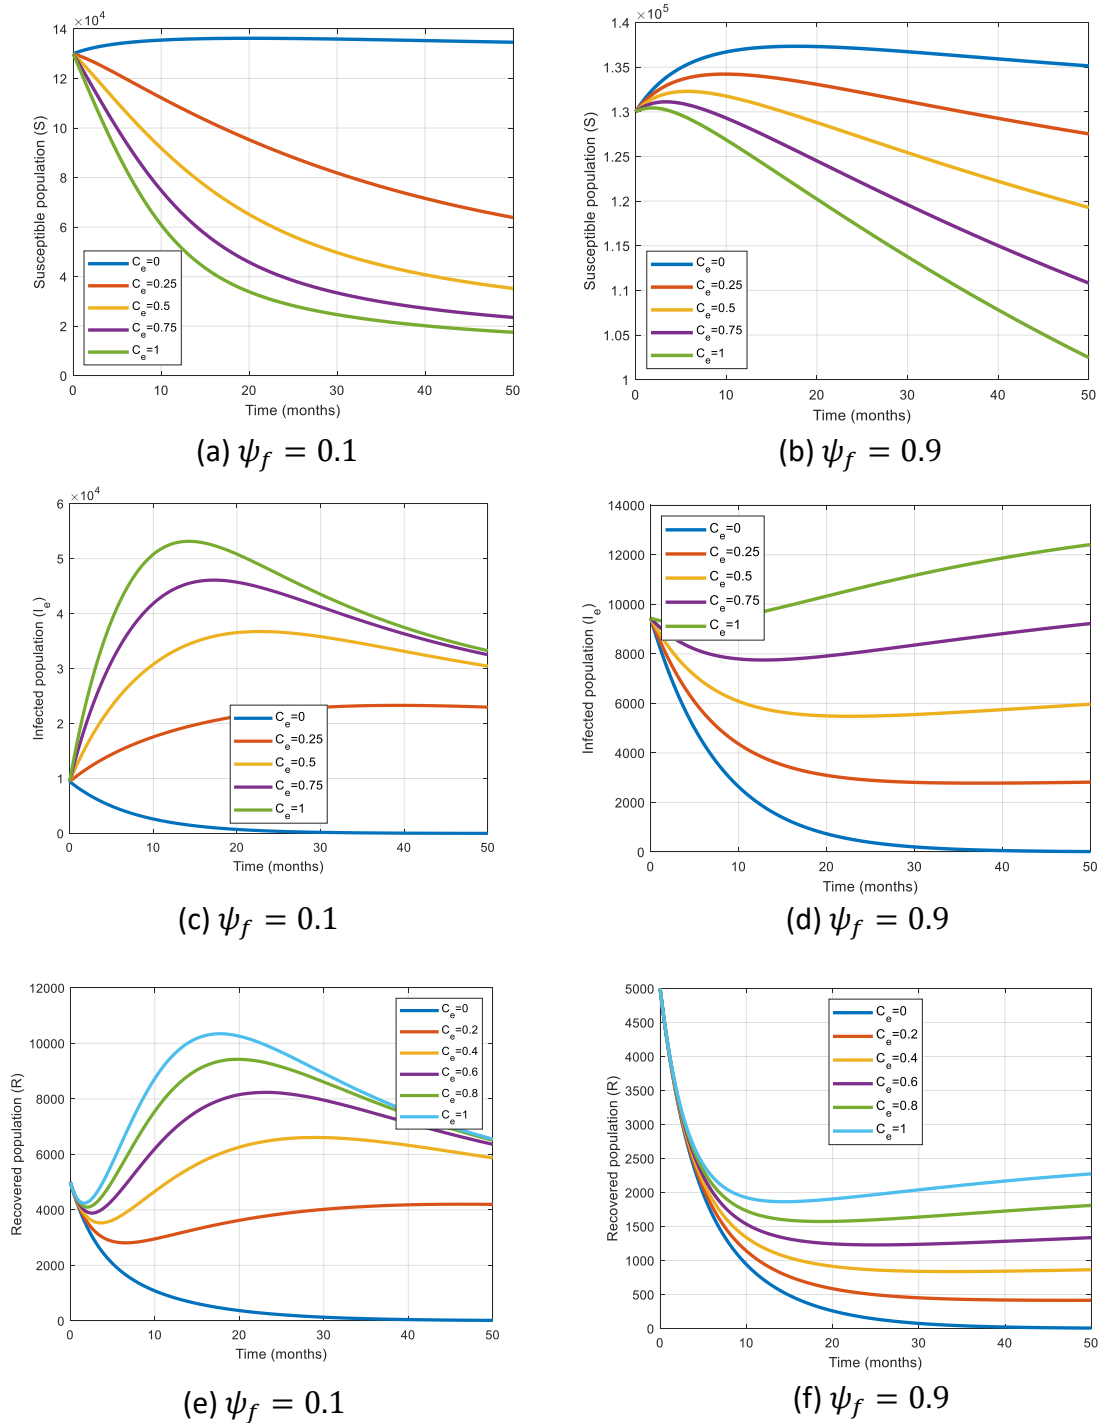 ×10⁴
14
12
10
8
6
4
2
0
Susceptible population (S)
C_e=0
C_e=0.25
C_e=0.5
C_e=0.75
C_e=1
0 10 20 30 40 50
Time (months)
(a) ψ_f = 0.1
×10⁵
1.4
1.35
1.3
1.25
1.2
1.15
1.1
1.05
1
Susceptible population (S)
C_e=0
C_e=0.25
C_e=0.5
C_e=0.75
C_e=1
0 10 20 30 40 50
Time (months)
(b) ψ_f = 0.9
×10⁴
6
5
4
3
2
1
0
Infected population (I_e)
C_e=0
C_e=0.25
C_e=0.5
C_e=0.75
C_e=1
0 10 20 30 40 50
Time (months)
(c) ψ_f = 0.1
14000
12000
10000
8000
6000
4000
2000
0
Infected population (I_e)
C_e=0
C_e=0.25
C_e=0.5
C_e=0.75
C_e=1
0 10 20 30 40 50
Time (months)
(d) ψ_f = 0.9
12000
10000
8000
6000
4000
2000
0
Recovered population (R)
C_e=0
C_e=0.2
C_e=0.4
C_e=0.6
C_e=0.8
C_e=1
0 10 20 30 40 50
Time (months)
(e) ψ_f = 0.1
5000
4500
4000
3500
3000
2500
2000
1500
1000
500
0
Recovered population (R)
C_e=0
C_e=0.2
C_e=0.4
C_e=0.6
C_e=0.8
C_e=1
0 10 20 30 40 50
Time (months)
(f) ψ_f = 0.9